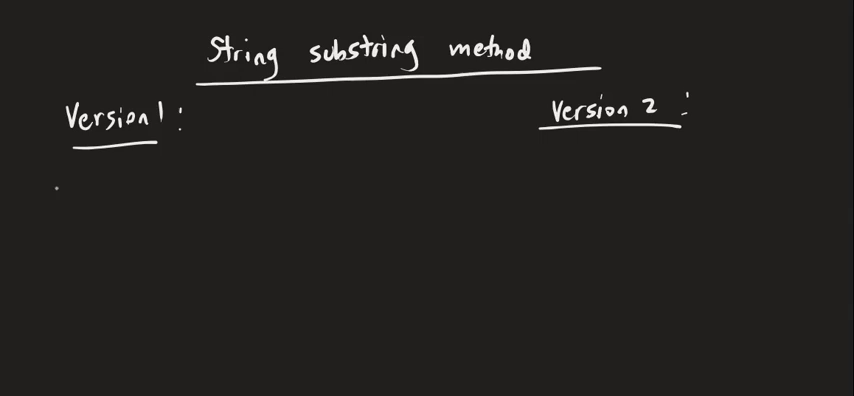 String substring method
Version 1 :
Version 2 :